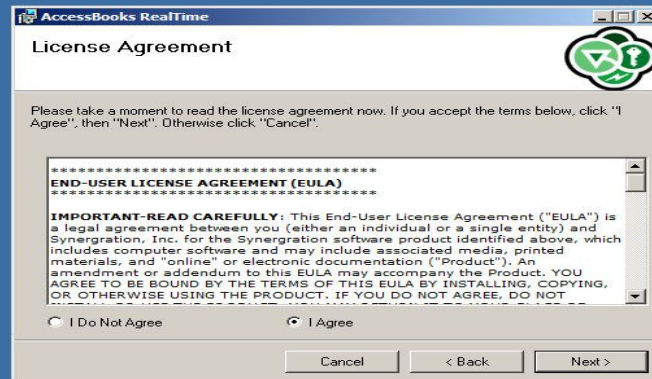 AccessBooks RealTime
License Agreement
Please take a moment to read the license agreement now. If you accept the terms below, click "I
Agree", then "Next". Otherwise click "Cancel".
************************************
END-USER LICENSE AGREEMENT (EULA)
************************************
IMPORTANT-READ CAREFULLY: This End-User License Agreement ("EULA") is
a legal agreement between you (either an individual or a single entity) and
Synergration, Inc. for the Synergration software product identified above, which
includes computer software and may include associated media, printed
materials, and "online" or electronic documentation ("Product"). An
amendment or addendum to this EULA may accompany the Product. YOU
AGREE TO BE BOUND BY THE TERMS OF THIS EULA BY INSTALLING, COPYING,
OR OTHERWISE USING THE PRODUCT. IF YOU DO NOT AGREE, DO NOT
I Do Not Agree
I Agree
Cancel
< Back
Next >